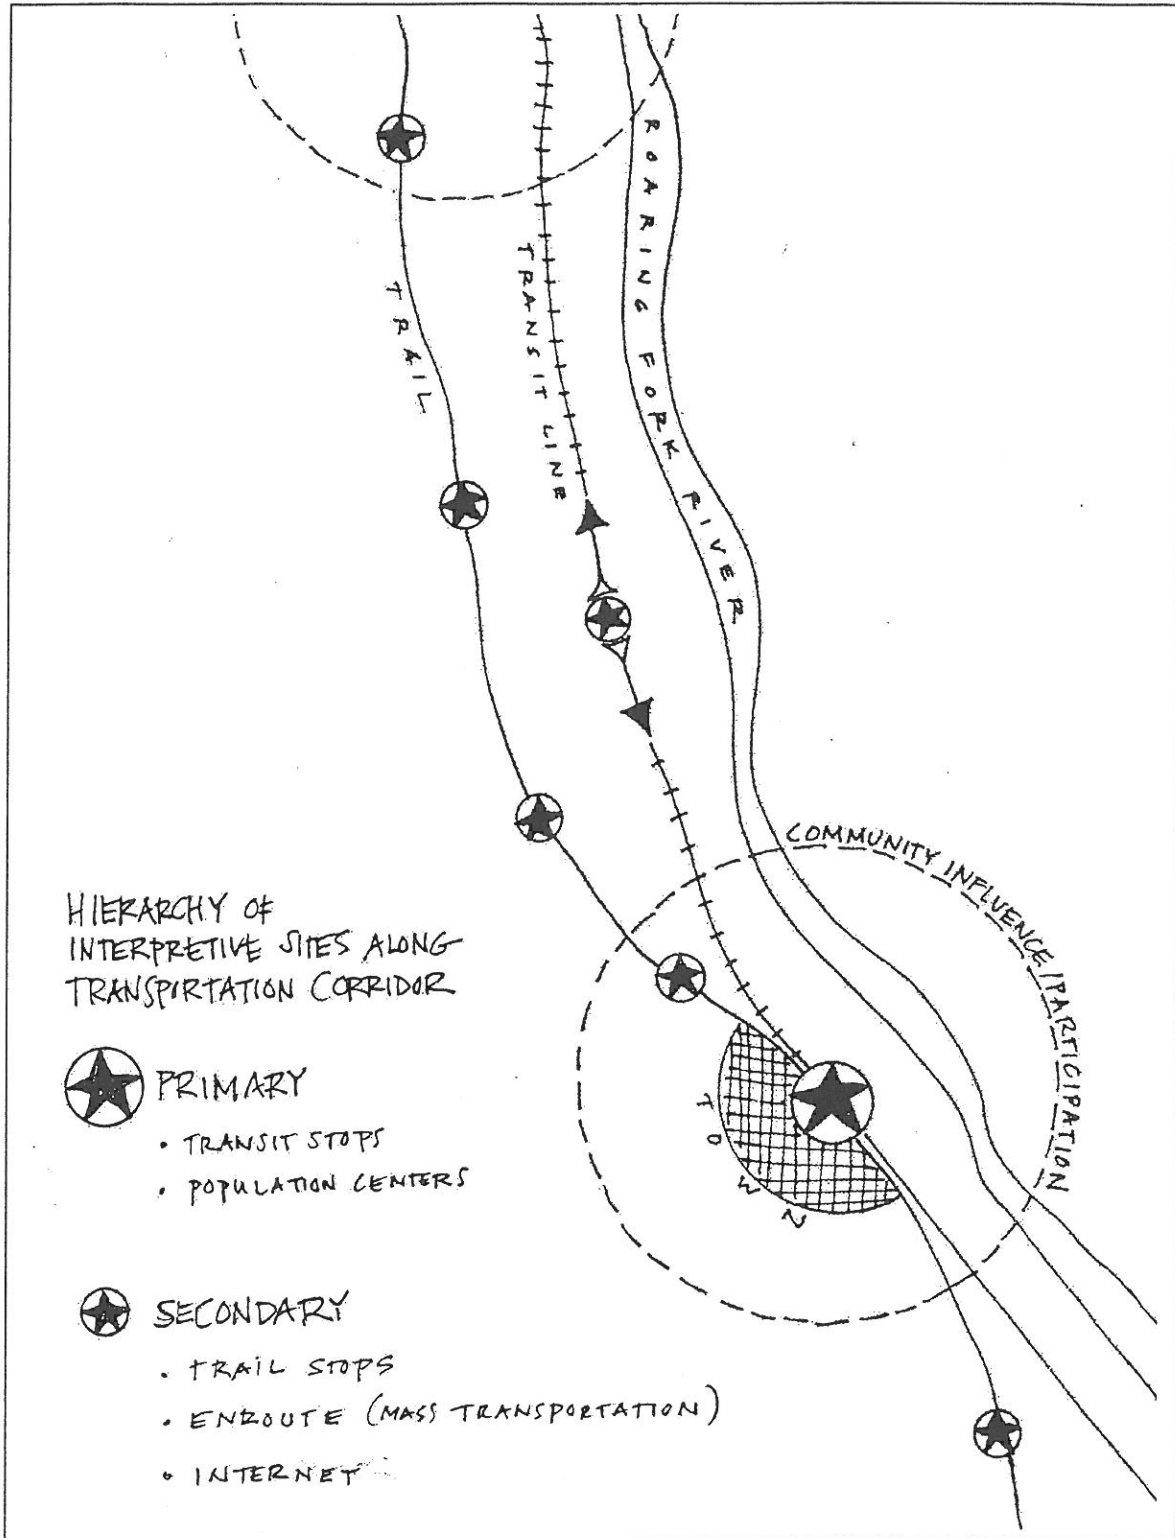 ROARING FORK RIVER
TRANSIT LINE
TRAIL
COMMUNITY INFLUENCE/PARTICIPATION
HIERARCHY OF
INTERPRETIVE SITES ALONG
TRANSPIRTATION CORRIDOR
PRIMARY
• TRANSIT STOPS
• POPULATION CENTERS
TOWN
SECONDARY
• TRAIL STOPS
• ENROUTE (MASS TRANSPORTATION)
• INTERNET